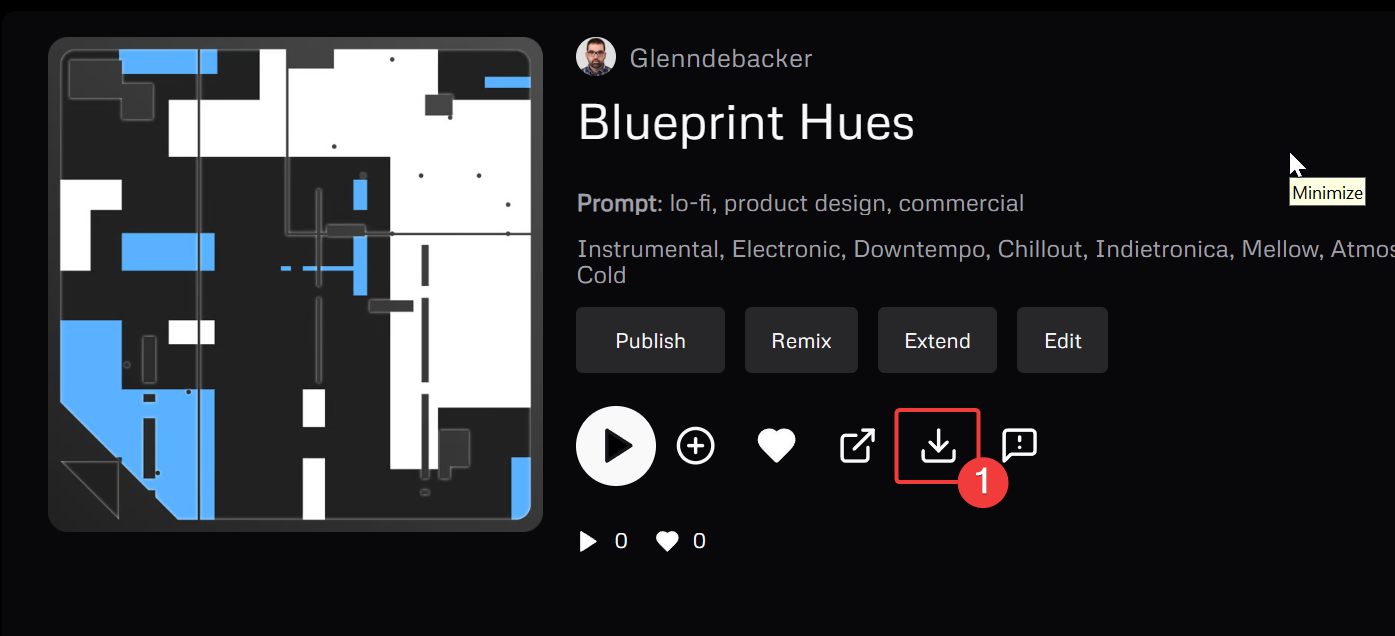 Glenndebacker
Blueprint Hues
Minimize
Prompt: lo-fi, product design, commercial
Instrumental, Electronic, Downtempo, Chillout, Indietronica, Mellow, Atmos
Cold
Publish Remix Extend Edit
1
0 0